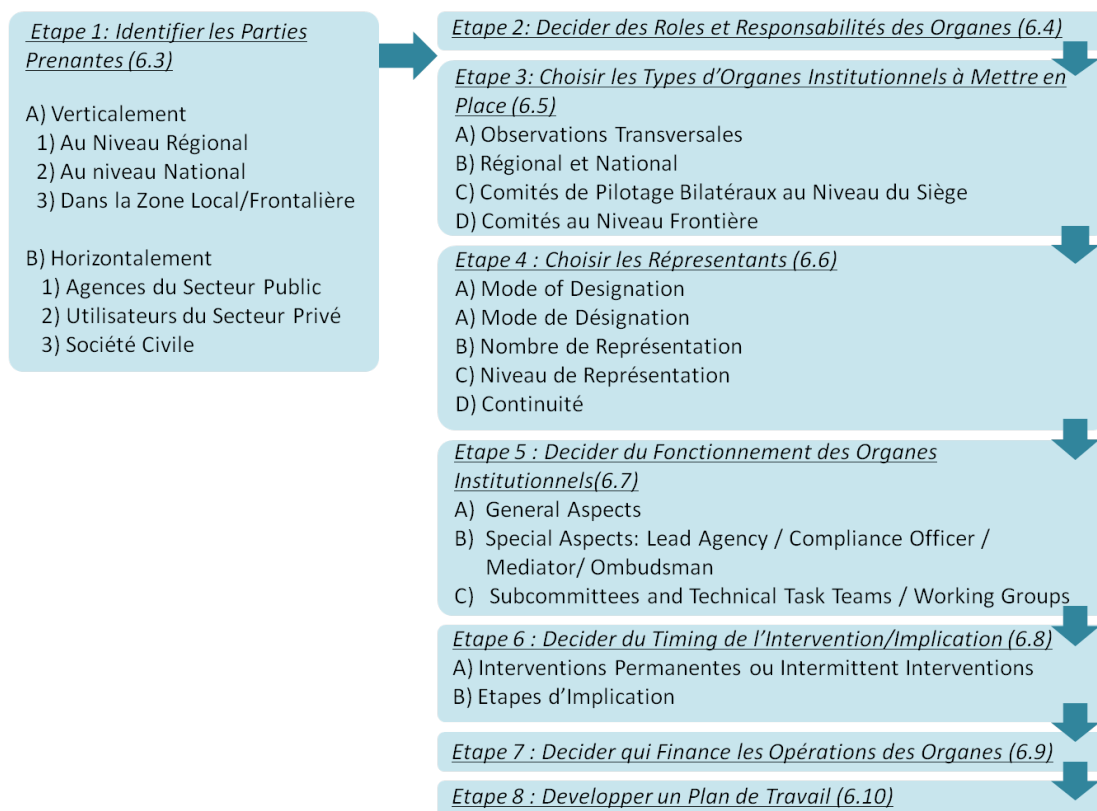 Etape 1: Identifier les Parties
Prenantes (6.3)
A) Verticalement
1) Au Niveau Régional
2) Au niveau National
3) Dans la Zone Local/Frontalière
B) Horizontalement
1) Agences du Secteur Public
2) Utilisateurs du Secteur Privé
3) Société Civile
Etape 2: Decider des Roles et Responsabilités des Organes (6.4)
Etape 3: Choisir les Types d’Organes Institutionnels à Mettre en
Place (6.5)
A) Observations Transversales
B) Régional et National
C) Comités de Pilotage Bilatéraux au Niveau du Siège
D) Comités au Niveau Frontière
Etape 4 : Choisir les Réprésentants (6.6)
A) Mode of Designation
A) Mode de Désignation
B) Nombre de Représentation
C) Niveau de Représentation
D) Continuité
Etape 5 : Decider du Fonctionnement des Organes
Institutionnels(6.7)
A) General Aspects
B) Special Aspects: Lead Agency / Compliance Officer /
Mediator/ Ombudsman
C) Subcommittees and Technical Task Teams / Working Groups
Etape 6 : Decider du Timing de l’Intervention/Implication (6.8)
A) Interventions Permanentes ou Intermittent Interventions
B) Etapes d’Implication
Etape 7 : Decider qui Finance les Opérations des Organes (6.9)
Etape 8 : Developper un Plan de Travail (6.10)